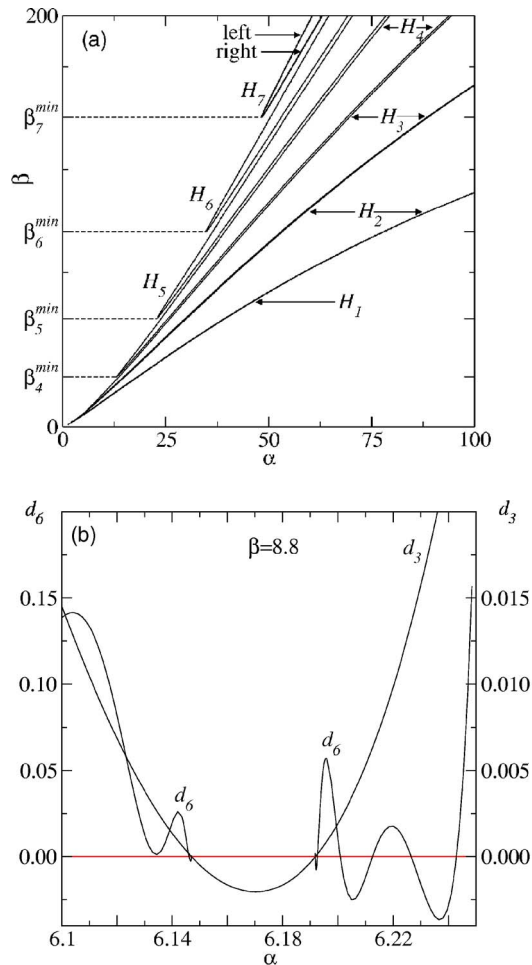 (a)
200
β
β₇ᵐⁱⁿ
β₆ᵐⁱⁿ
β₅ᵐⁱⁿ
β₄ᵐⁱⁿ
0
left
right
H₇
H₆
H₅
H₄
H₃
H₂
H₁
0 25 50 75 100
α
d₆ d₃
(b) β=8.8 d₃
0.15 0.015
0.10 0.010
d₆
0.05 0.005
d₆
0.00 0.000
6.1 6.14 6.18 6.22
α